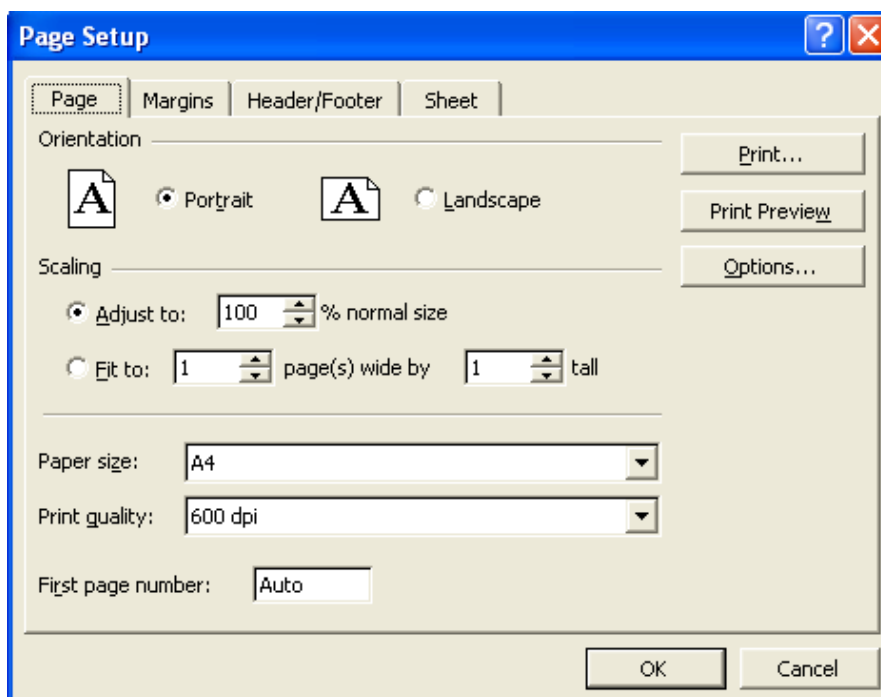 Page Setup
Page Margins Header/Footer Sheet
Orientation
A Portrait A Landscape
Print...
Print Preview
Options...
Scaling
Adjust to: 100 % normal size
Fit to: 1 page(s) wide by 1 tall
Paper size: A4
Print quality: 600 dpi
First page number: Auto
OK Cancel